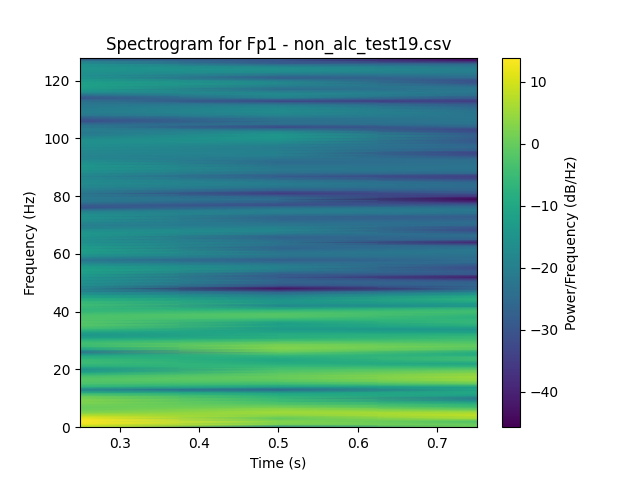 Spectrogram for Fp1 - non_alc_test19.csv
120
100
80
60
40
20
0
Frequency (Hz)
0.3 0.4 0.5 0.6 0.7
Time (s)
10
0
−10
−20
−30
−40
Power/Frequency (dB/Hz)